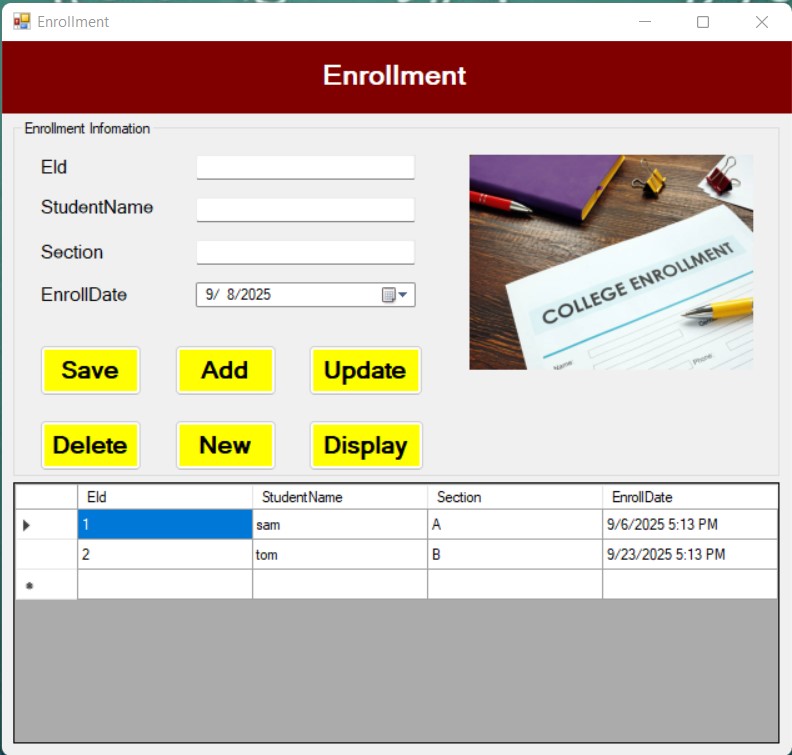 Enrollment
Enrollment
Enrollment Infomation
EId
StudentName
Section
EnrollDate 9/ 8/2025
COLLEGE ENROLLMENT
Name:
Phone:
Save Add Update
Delete New Display
EId StudentName Section EnrollDate
1 sam A 9/6/2025 5:13 PM
2 tom B 9/23/2025 5:13 PM